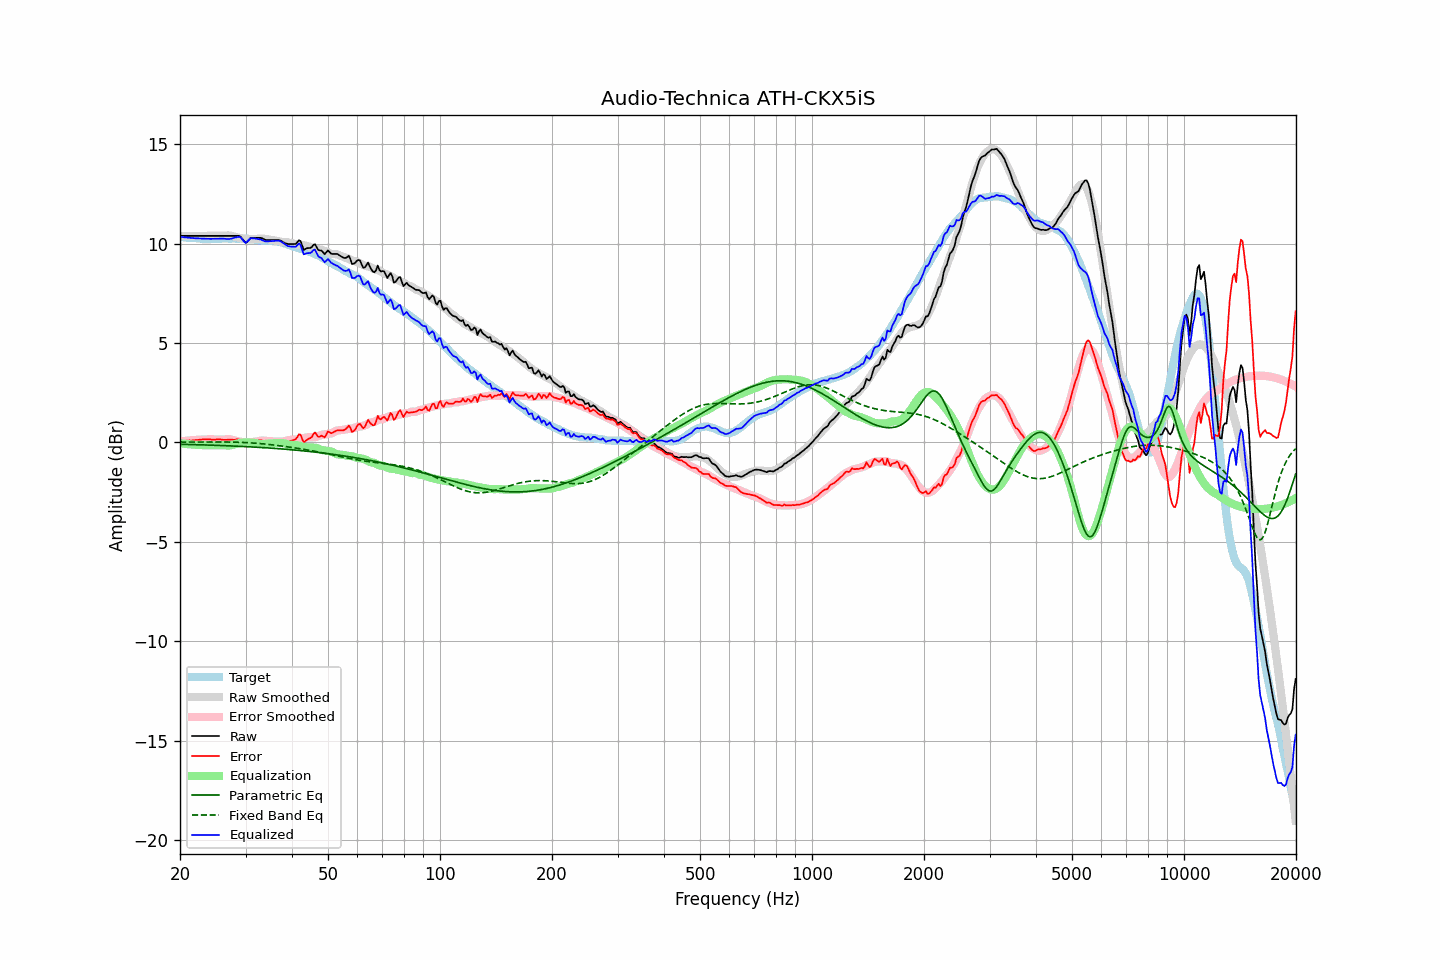 Audio-Technica ATH-CKX5iS
15
10
5
0
−5
−10
−15
−20
Amplitude (dBr)
Target
Raw Smoothed
Error Smoothed
Raw
Error
Equalization
Parametric Eq
Fixed Band Eq
Equalized
20 50 100 200 500 1000 2000 5000 10000 20000
Frequency (Hz)